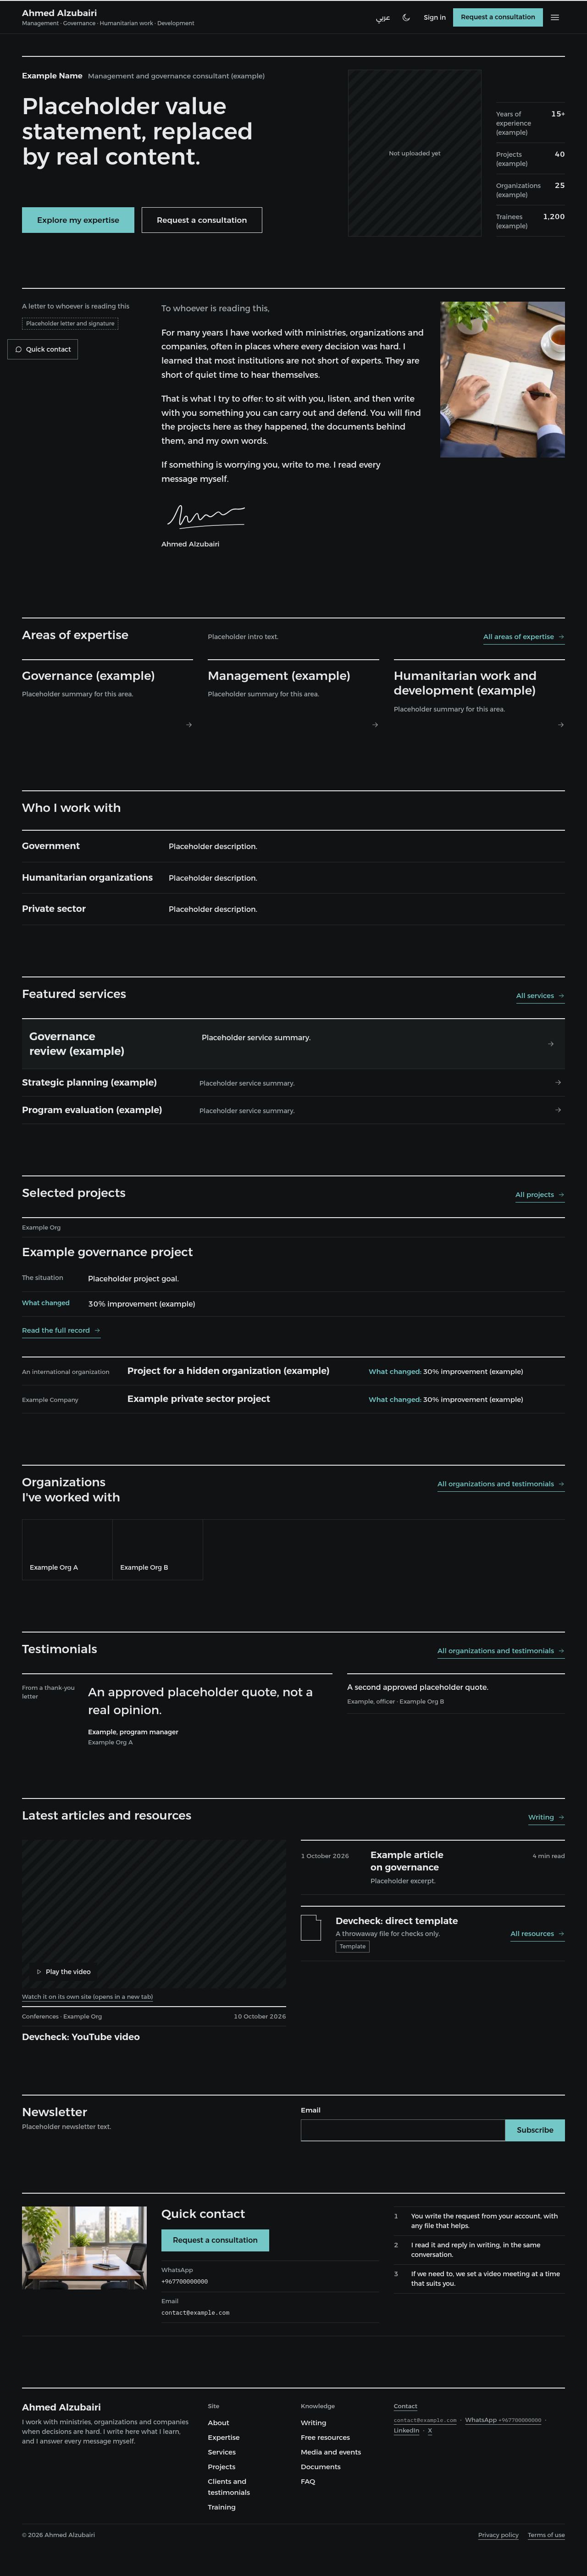 Ahmed Alzubairi
Management · Governance · Humanitarian work · Development
عربي
Sign in
Request a consultation
Example Name Management and governance consultant (example)
Placeholder value
statement, replaced
by real content.
Explore my expertise
Request a consultation
Not uploaded yet
Years of
experience
(example)
15+
Projects
(example)
40
Organizations
(example)
25
Trainees
(example)
1,200
A letter to whoever is reading this
Placeholder letter and signature
Quick contact
To whoever is reading this,
For many years I have worked with ministries, organizations and
companies, often in places where every decision was hard. I
learned that most institutions are not short of experts. They are
short of quiet time to hear themselves.
That is what I try to offer: to sit with you, listen, and then write
with you something you can carry out and defend. You will find
the projects here as they happened, the documents behind
them, and my own words.
If something is worrying you, write to me. I read every
message myself.
Ahmed Alzubairi
Areas of expertise
Placeholder intro text.
All areas of expertise
Governance (example)
Placeholder summary for this area.
Management (example)
Placeholder summary for this area.
Humanitarian work and
development (example)
Placeholder summary for this area.
Who I work with
Government Placeholder description.
Humanitarian organizations Placeholder description.
Private sector Placeholder description.
Featured services
All services
Governance
review (example)
Placeholder service summary.
Strategic planning (example) Placeholder service summary.
Program evaluation (example) Placeholder service summary.
Selected projects
All projects
Example Org
Example governance project
The situation Placeholder project goal.
What changed 30% improvement (example)
Read the full record
An international organization Project for a hidden organization (example) What changed: 30% improvement (example)
Example Company Example private sector project What changed: 30% improvement (example)
Organizations
I've worked with
All organizations and testimonials
Example Org A
Example Org B
Testimonials
All organizations and testimonials
From a thank-you
letter
An approved placeholder quote, not a
real opinion.
Example, program manager
Example Org A
A second approved placeholder quote.
Example, officer · Example Org B
Latest articles and resources
Writing
Play the video
Watch it on its own site (opens in a new tab)
Conferences · Example Org 10 October 2026
Devcheck: YouTube video
1 October 2026
Example article
on governance
Placeholder excerpt.
4 min read
Devcheck: direct template
A throwaway file for checks only.
Template
All resources
Newsletter
Placeholder newsletter text.
Email
Subscribe
Quick contact
Request a consultation
WhatsApp
+967700000000
Email
contact@example.com
1 You write the request from your account, with
any file that helps.
2 I read it and reply in writing, in the same
conversation.
3 If we need to, we set a video meeting at a time
that suits you.
Ahmed Alzubairi
I work with ministries, organizations and companies
when decisions are hard. I write here what I learn,
and I answer every message myself.
Site
About
Expertise
Services
Projects
Clients and
testimonials
Training
Knowledge
Writing
Free resources
Media and events
Documents
FAQ
Contact
contact@example.com · WhatsApp +967700000000 ·
LinkedIn · X
© 2026 Ahmed Alzubairi
Privacy policy
Terms of use